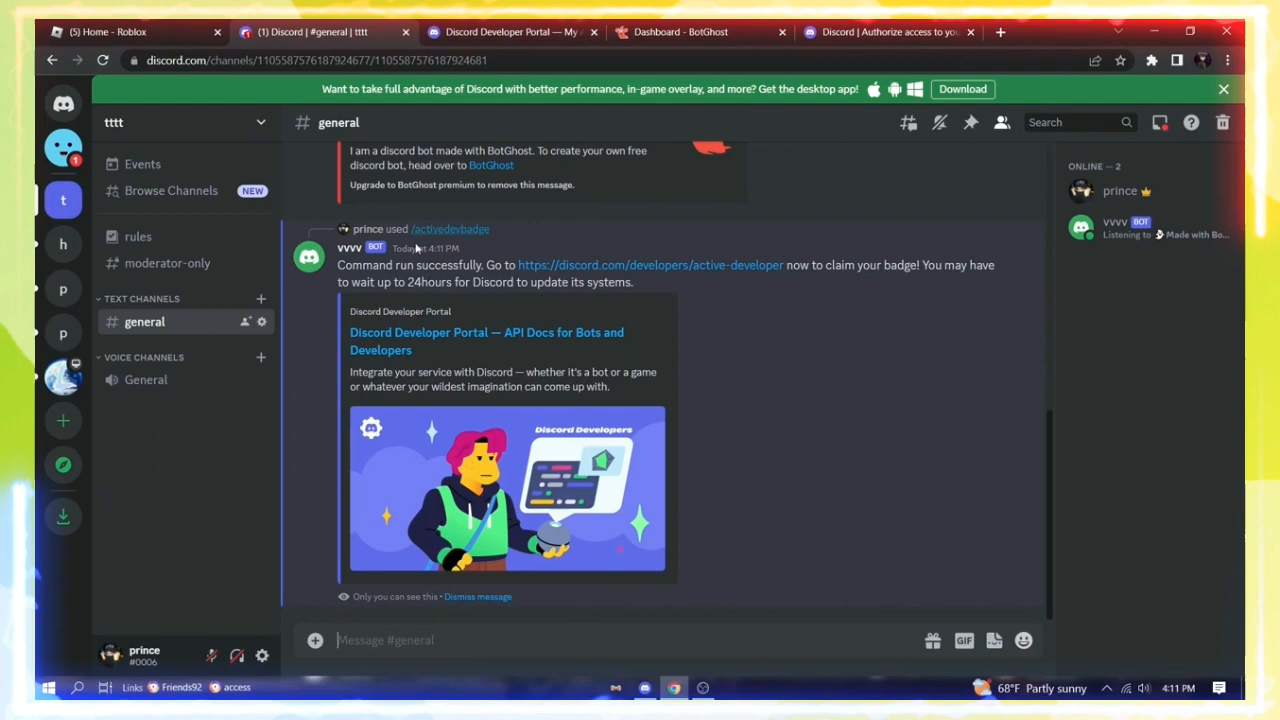 (5) Home - Roblox
(1) Discord | #general | tttt
Discord Developer Portal — My A
Dashboard - BotGhost
Discord | Authorize access to you
discord.com/channels/1105587576187924677/1105587576187924681
Want to take full advantage of Discord with better performance, in-game overlay, and more? Get the desktop app!
Download
tttt
general
Search
1
t
h
p
p
Events
Browse Channels
NEW
rules
moderator-only
TEXT CHANNELS
general
VOICE CHANNELS
General
I am a discord bot made with BotGhost. To create your own free
discord bot, head over to BotGhost
Upgrade to BotGhost premium to remove this message.
prince used /activedevbadge
vvvv BOT Today at 4:11 PM
Command run successfully. Go to https://discord.com/developers/active-developer now to claim your badge! You may have
to wait up to 24hours for Discord to update its systems.
Discord Developer Portal
Discord Developer Portal — API Docs for Bots and
Developers
Integrate your service with Discord — whether it's a bot or a game
or whatever your wildest imagination can come up with.
Discord Developers
Only you can see this • Dismiss message
Message #general
GIF
ONLINE — 2
prince
vvvv BOT
Listening to Made with Bo...
prince
#0006
Links
Friends92
access
68°F Partly sunny
4:11 PM